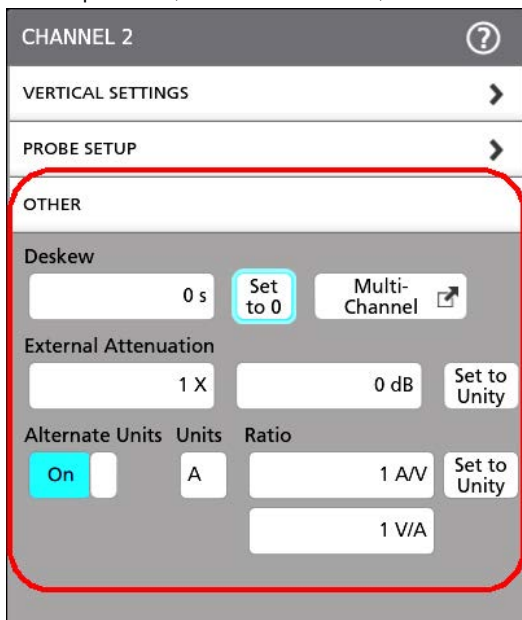 CHANNEL 2 ?
VERTICAL SETTINGS
PROBE SETUP
OTHER
Deskew
0 s Set to 0 Multi-Channel
External Attenuation
1 X 0 dB Set to Unity
Alternate Units Units Ratio
On A 1 A/V Set to Unity
1 V/A